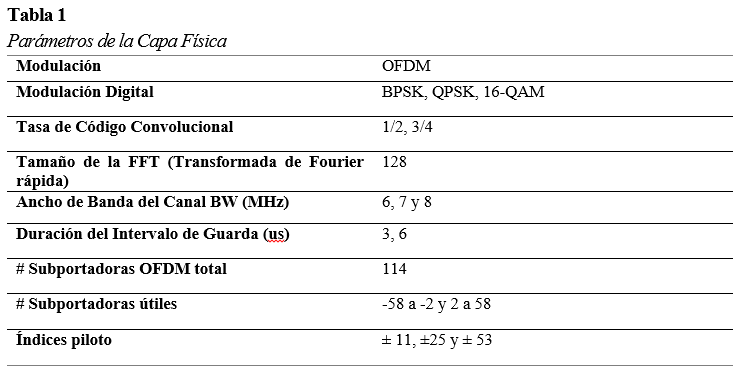 Tabla 1
Parámetros de la Capa Física
Modulación OFDM
Modulación Digital BPSK, QPSK, 16-QAM
Tasa de Código Convolucional 1/2, 3/4
Tamaño de la FFT (Transformada de Fourier 128
rápida)
Ancho de Banda del Canal BW (MHz) 6, 7 y 8
Duración del Intervalo de Guarda (us) 3, 6
# Subportadoras OFDM total 114
# Subportadoras útiles -58 a -2 y 2 a 58
Índices piloto ± 11, ±25 y ± 53